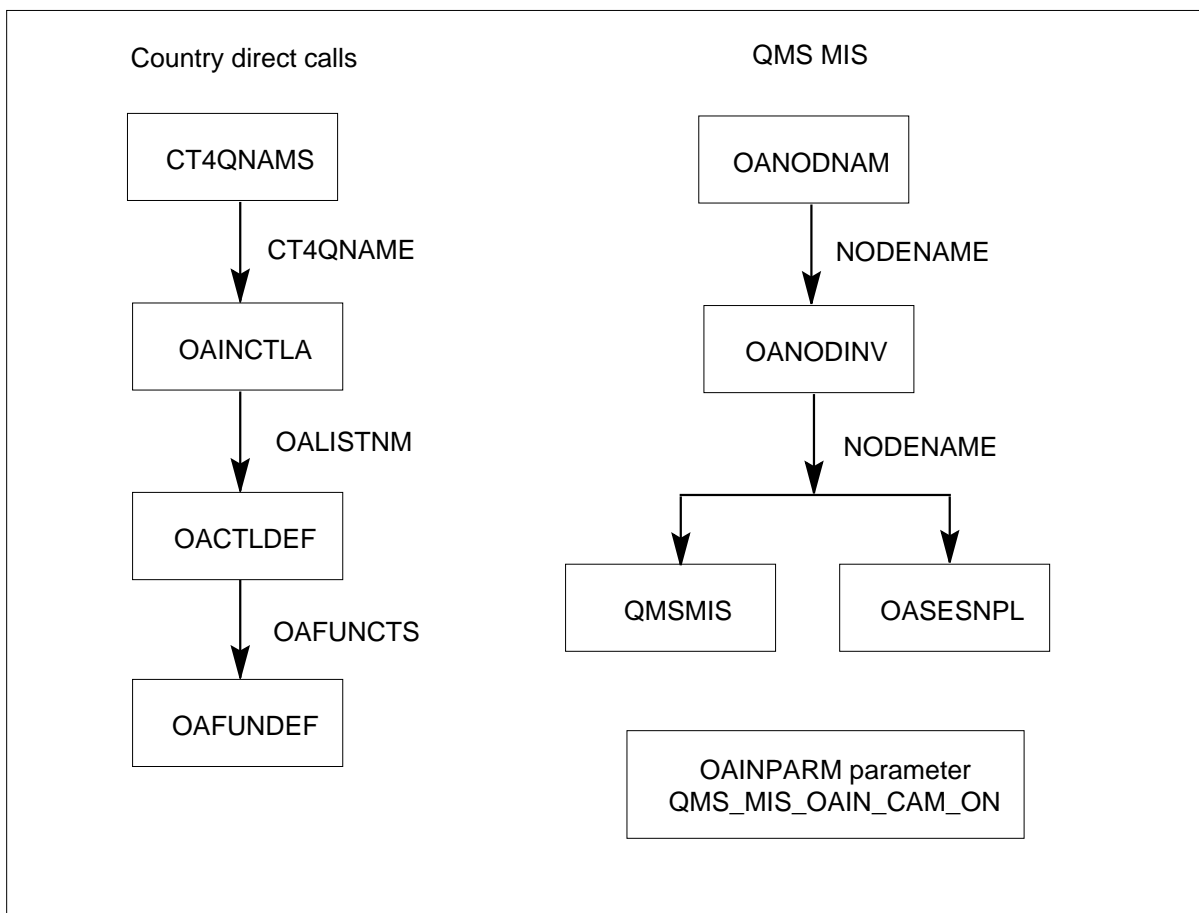 Country direct calls
CT4QNAMS
CT4QNAME
OAINCTLA
OALISTNM
OACTLDEF
OAFUNCTS
OAFUNDEF
QMS MIS
OANODNAM
NODENAME
OANODINV
NODENAME
QMSMIS
OASESNPL
OAINPARM parameter
QMS_MIS_OAIN_CAM_ON